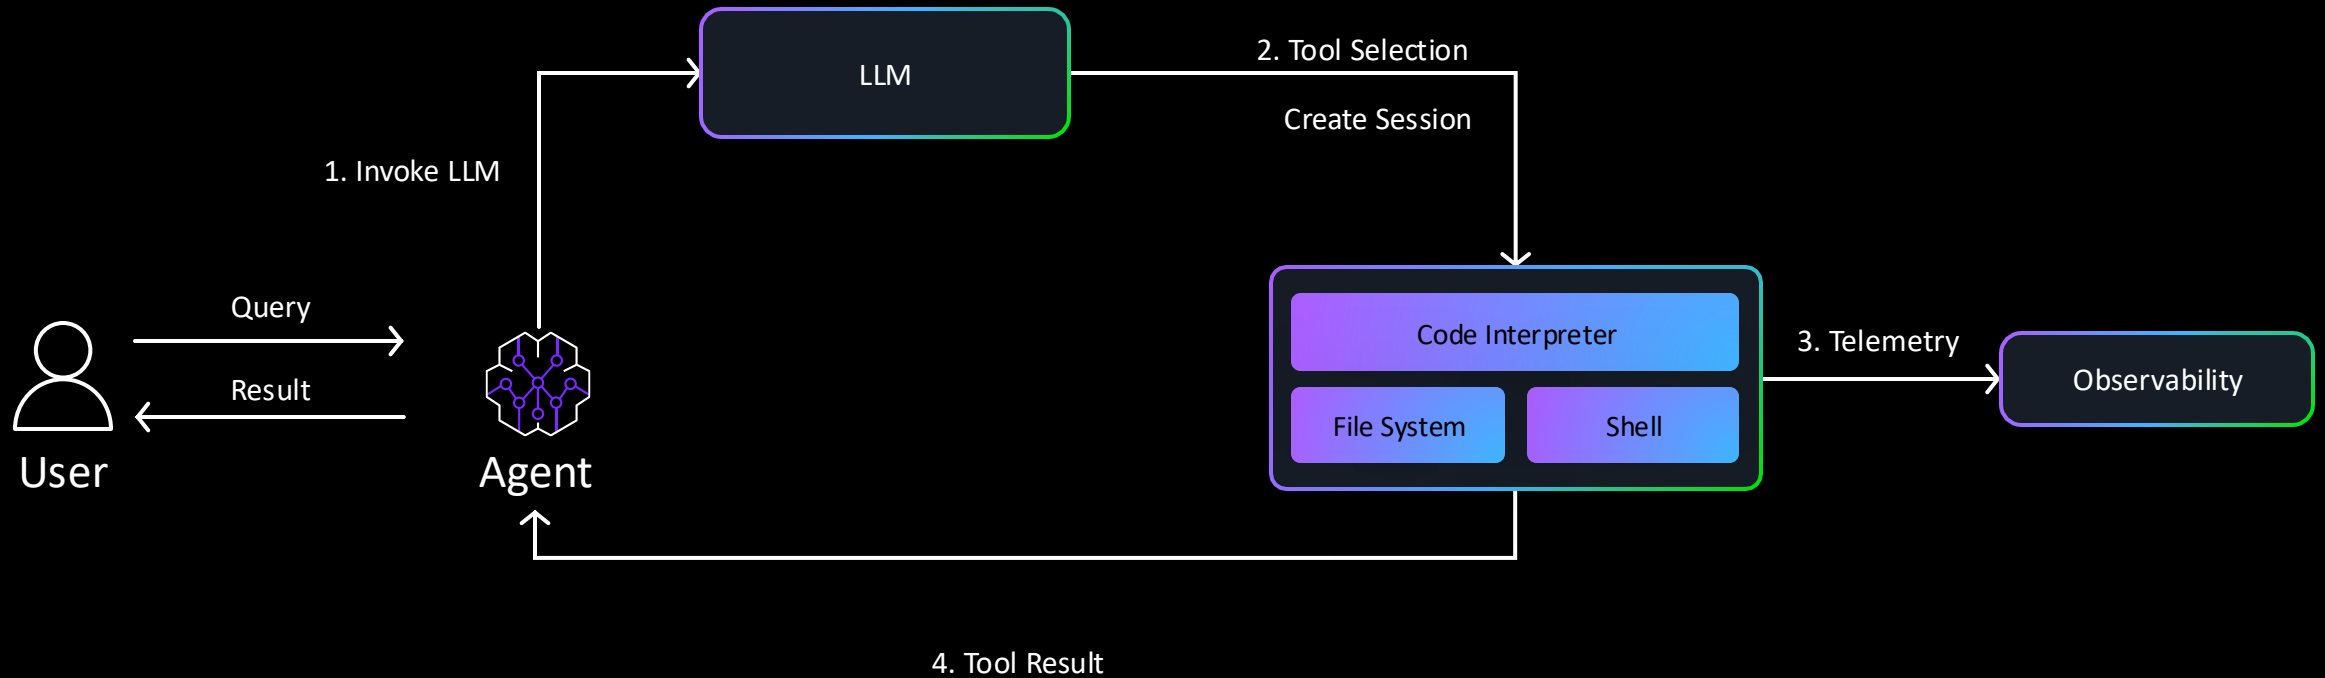 LLM
2. Tool Selection
Create Session
1. Invoke LLM
Query
Result
User
Agent
Code Interpreter
File System
Shell
3. Telemetry
Observability
4. Tool Result